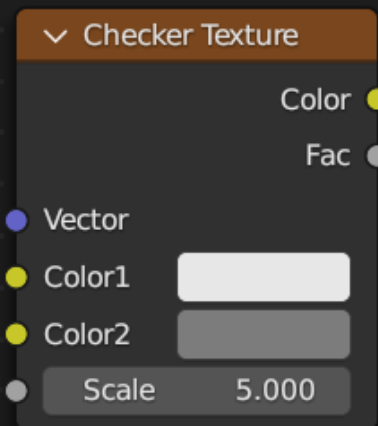 Checker Texture
Color
Fac
Vector
Color1
Color2
Scale 5.000